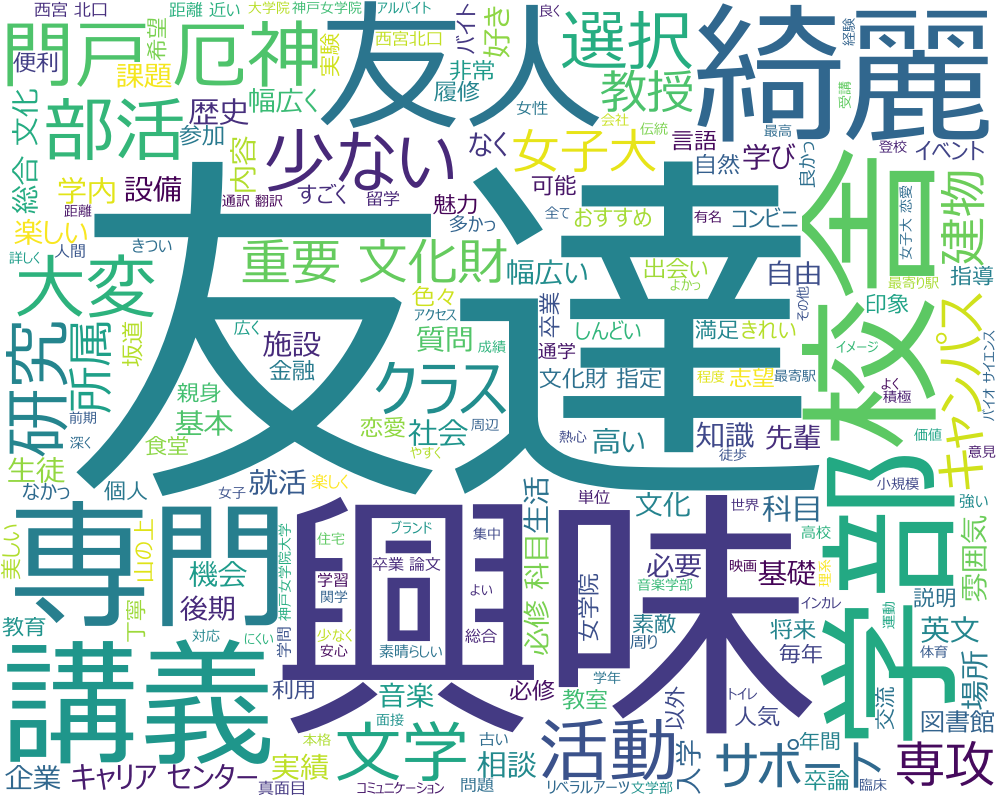 西宮 北口
距離 近い
大学院
神戸女学院
アルバイト
門戸厄神
友人
選択
綺麗
便利
希望
課題
実験
西宮北口
バイト
好き
良く
経験
非常
履修
教授
受講
部活
歴史
幅広く
参加
女性
会社
伝統
最高
登校
総合 文化
少ない
なく
女子大
言語
自然
学び
良かっ
イベント
学内
設備
内容
すごく
留学
可能
通訳 翻訳
魅力
多かっ
全て
おすすめ
有名
コンビニ
女子大 恋愛
校舎
建物
距離
楽しい
きつい
人間
詳しく
大変
重要 文化財
友達
幅広い
出会い
よかっ
自由
最寄り駅
指導
印象
色々
アクセス
広く
坂道
施設
質問
成績
卒業
しんどい
満足
きれい
その他
通学
イメージ
キャンパス
バイオ サイエンス
研究
所属
金融
クラス
文化財 指定
程度
志望
最寄駅
よく
積極
親身
基本
前期
深く
恋愛
社会
周辺
熱心
高い
知識
先輩
徒歩
価値
意見
食堂
やすく
生徒
なかっ
個人
女子
楽しく
就活
小規模
強い
学部
専門
興味
単位
文化
世界
科目
高校
雰囲気
美しい
山の上
機会
住宅
ブランド
集中
必修 科目
生活
女学院
必要
映画
基礎
理系
神戸女学院大学
学習
卒業 論文
関学
よい
音楽学部
インカレ
説明
教育
丁寧
後期
対応
にくい
学問
少なく
安心
素晴らしい
総合
素敵
周り
将来
毎年
運動
体育
英文
場所
講義
利用
音楽
面接
必修
教室
学年
以外
トイレ
人気
交流
図書館
企業
キャリア センター
真面目
実績
本格
文学
古い
相談
活動
入学
サポート
年間
専攻
コミュニケーション
問題
リベラルアーツ
文学部
卒論
臨床